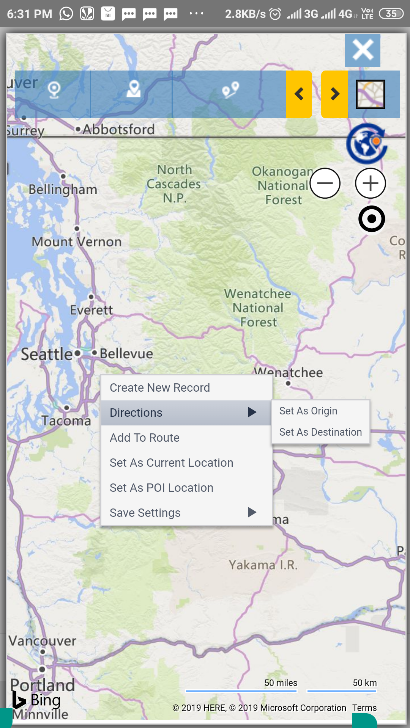 6:31 PM ... 2.8KB/s 3G 4G Vo LTE 35
Surrey
Abbotsford
North
Cascades
N.P.
Okanogan
National
Forest
Bellingham
Mount Vernon
Wenatchee
National
Forest
Everett
Seattle
Bellevue
Wenatchee
Tacoma
Create New Record
Directions
Set As Origin
Add To Route
Set As Destination
Set As Current Location
Set As POI Location
Save Settings
ma
Yakama I.R.
Vancouver
Portland
50 miles
50 km
Bing
© 2019 HERE, © 2019 Microsoft Corporation Terms
Minnville